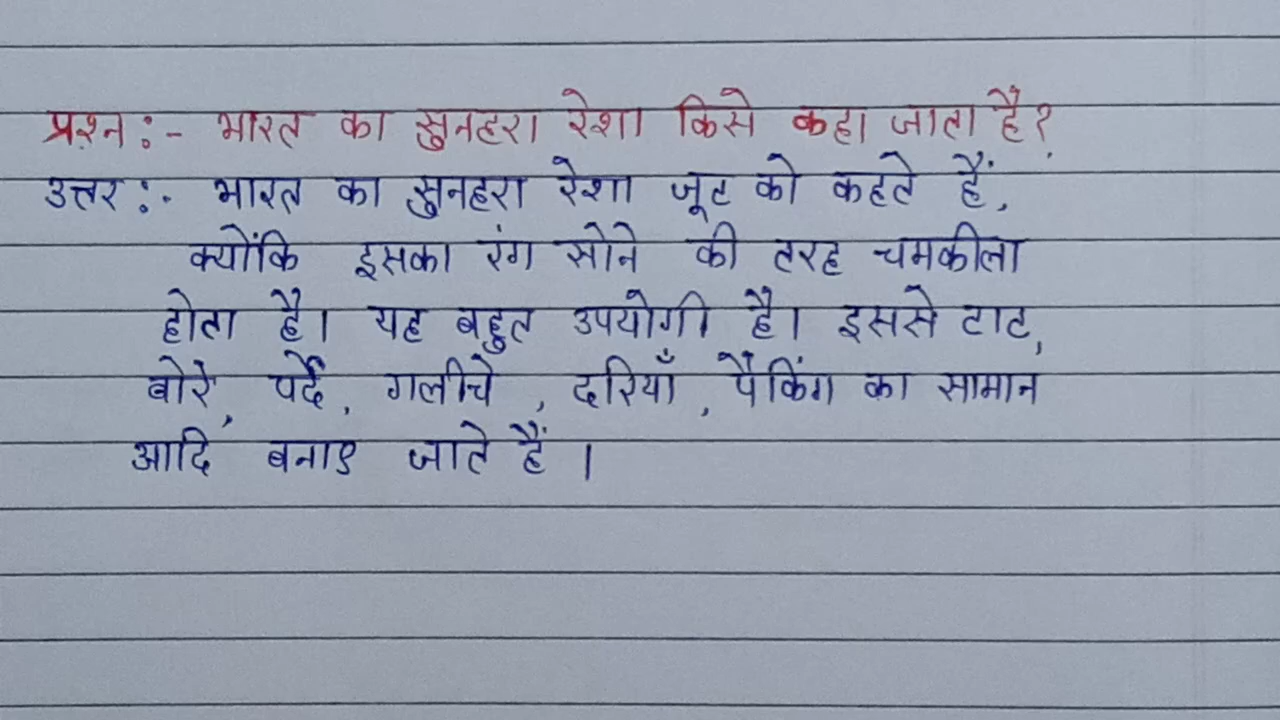 प्रश्न :- भारत का सुनहरा रेशा किसे कहा जाता है?
उत्तर :- भारत का सुनहरा रेशा जूट को कहते हैं,
क्योंकि इसका रंग सोने की तरह चमकीला
होता है। यह बहुत उपयोगी है। इससे टाट,
बोरे, पर्दे, गलीचे, दरियाँ, पैकिंग का सामान
आदि बनाए जाते हैं।